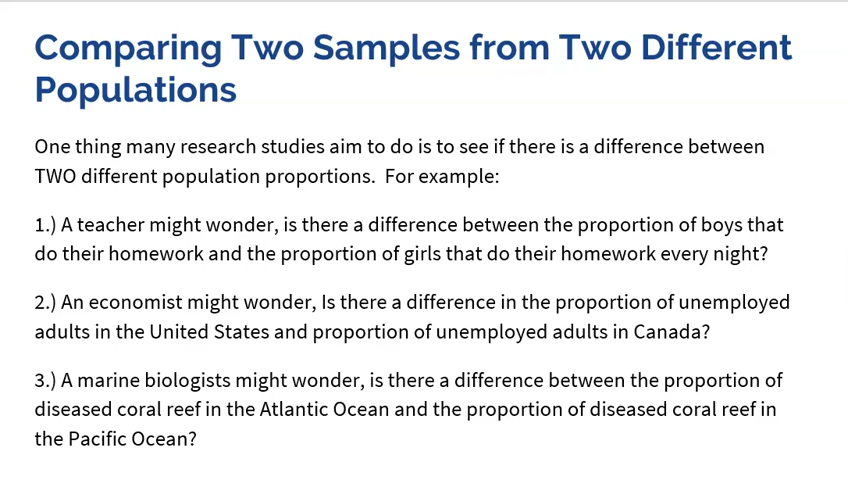 Comparing Two Samples from Two Different
Populations
One thing many research studies aim to do is to see if there is a difference between
TWO different population proportions.  For example:
1.) A teacher might wonder, is there a difference between the proportion of boys that
do their homework and the proportion of girls that do their homework every night?
2.) An economist might wonder, Is there a difference in the proportion of unemployed
adults in the United States and proportion of unemployed adults in Canada?
3.) A marine biologists might wonder, is there a difference between the proportion of
diseased coral reef in the Atlantic Ocean and the proportion of diseased coral reef in
the Pacific Ocean?